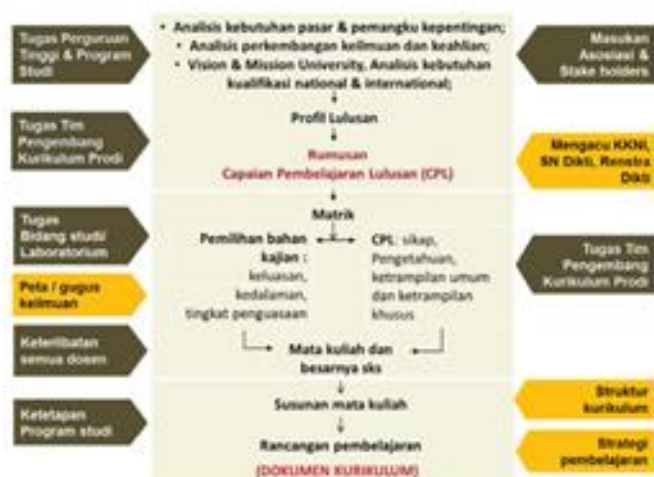 Tugas Perguruan
Tinggi & Program
Studi
• Analisis kebutuhan pasar & pemangku kepentingan;
• Analisis perkembangan keilmuan dan keahlian;
• Vision & Mission University, Analisis kebutuhan
kualifikasi national & international;
Masukan
Asosiasi &
Stake holders
Tugas Tim
Pengembang
Kurikulum Prodi
Profil Lulusan
Rumusan
Capaian Pembelajaran Lulusan (CPL)
Mengacu KKNI,
SN Dikti, Renstra
Dikti
Tugas
Bidang studi/
Laboratorium
Matrik
Pemilihan bahan
kajian :
keluasan,
kedalaman,
tingkat penguasaan
CPL: sikap,
Pengetahuan,
ketrampilan umum
dan ketrampilan
khusus
Tugas Tim
Pengembang
Kurikulum Prodi
Peta / gugus
keilmuan
Keterlibatan
semua dosen
Mata kuliah dan
besarnya sks
Susunan mata kuliah
Struktur
kurikulum
Ketetapan
Program studi
Rancangan pembelajaran
(DOKUMEN KURIKULUM)
Strategi
pembelajaran